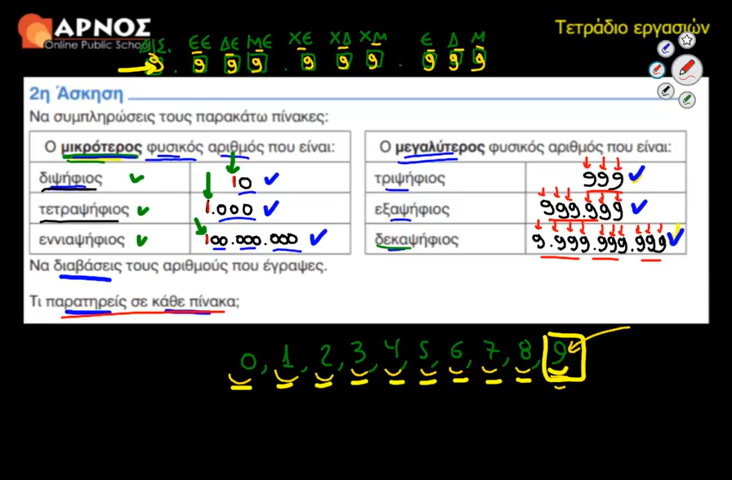 ΑΡΝΟΣ
Online Public School
Τετράδιο εργασιών
ΕΕ ΔΕ ΜΕ ΧΕ ΧΔ ΧΜ Ε Δ Μ
9 . 9 9 9 . 9 9 9 . 9 9 9
2η Άσκηση
Να συμπληρώσεις τους παρακάτω πίνακες:
Ο μικρότερος φυσικός αριθμός που είναι:
διψήφιος 10
τετραψήφιος 1.000
εννιαψήφιος 100.000.000
Ο μεγαλύτερος φυσικός αριθμός που είναι:
τριψήφιος 999
εξαψήφιος 999.999
δεκαψήφιος 9.999.999.999
Να διαβάσεις τους αριθμούς που έγραψες.
Τι παρατηρείς σε κάθε πίνακα;
0, 1, 2, 3, 4, 5, 6, 7, 8, 9